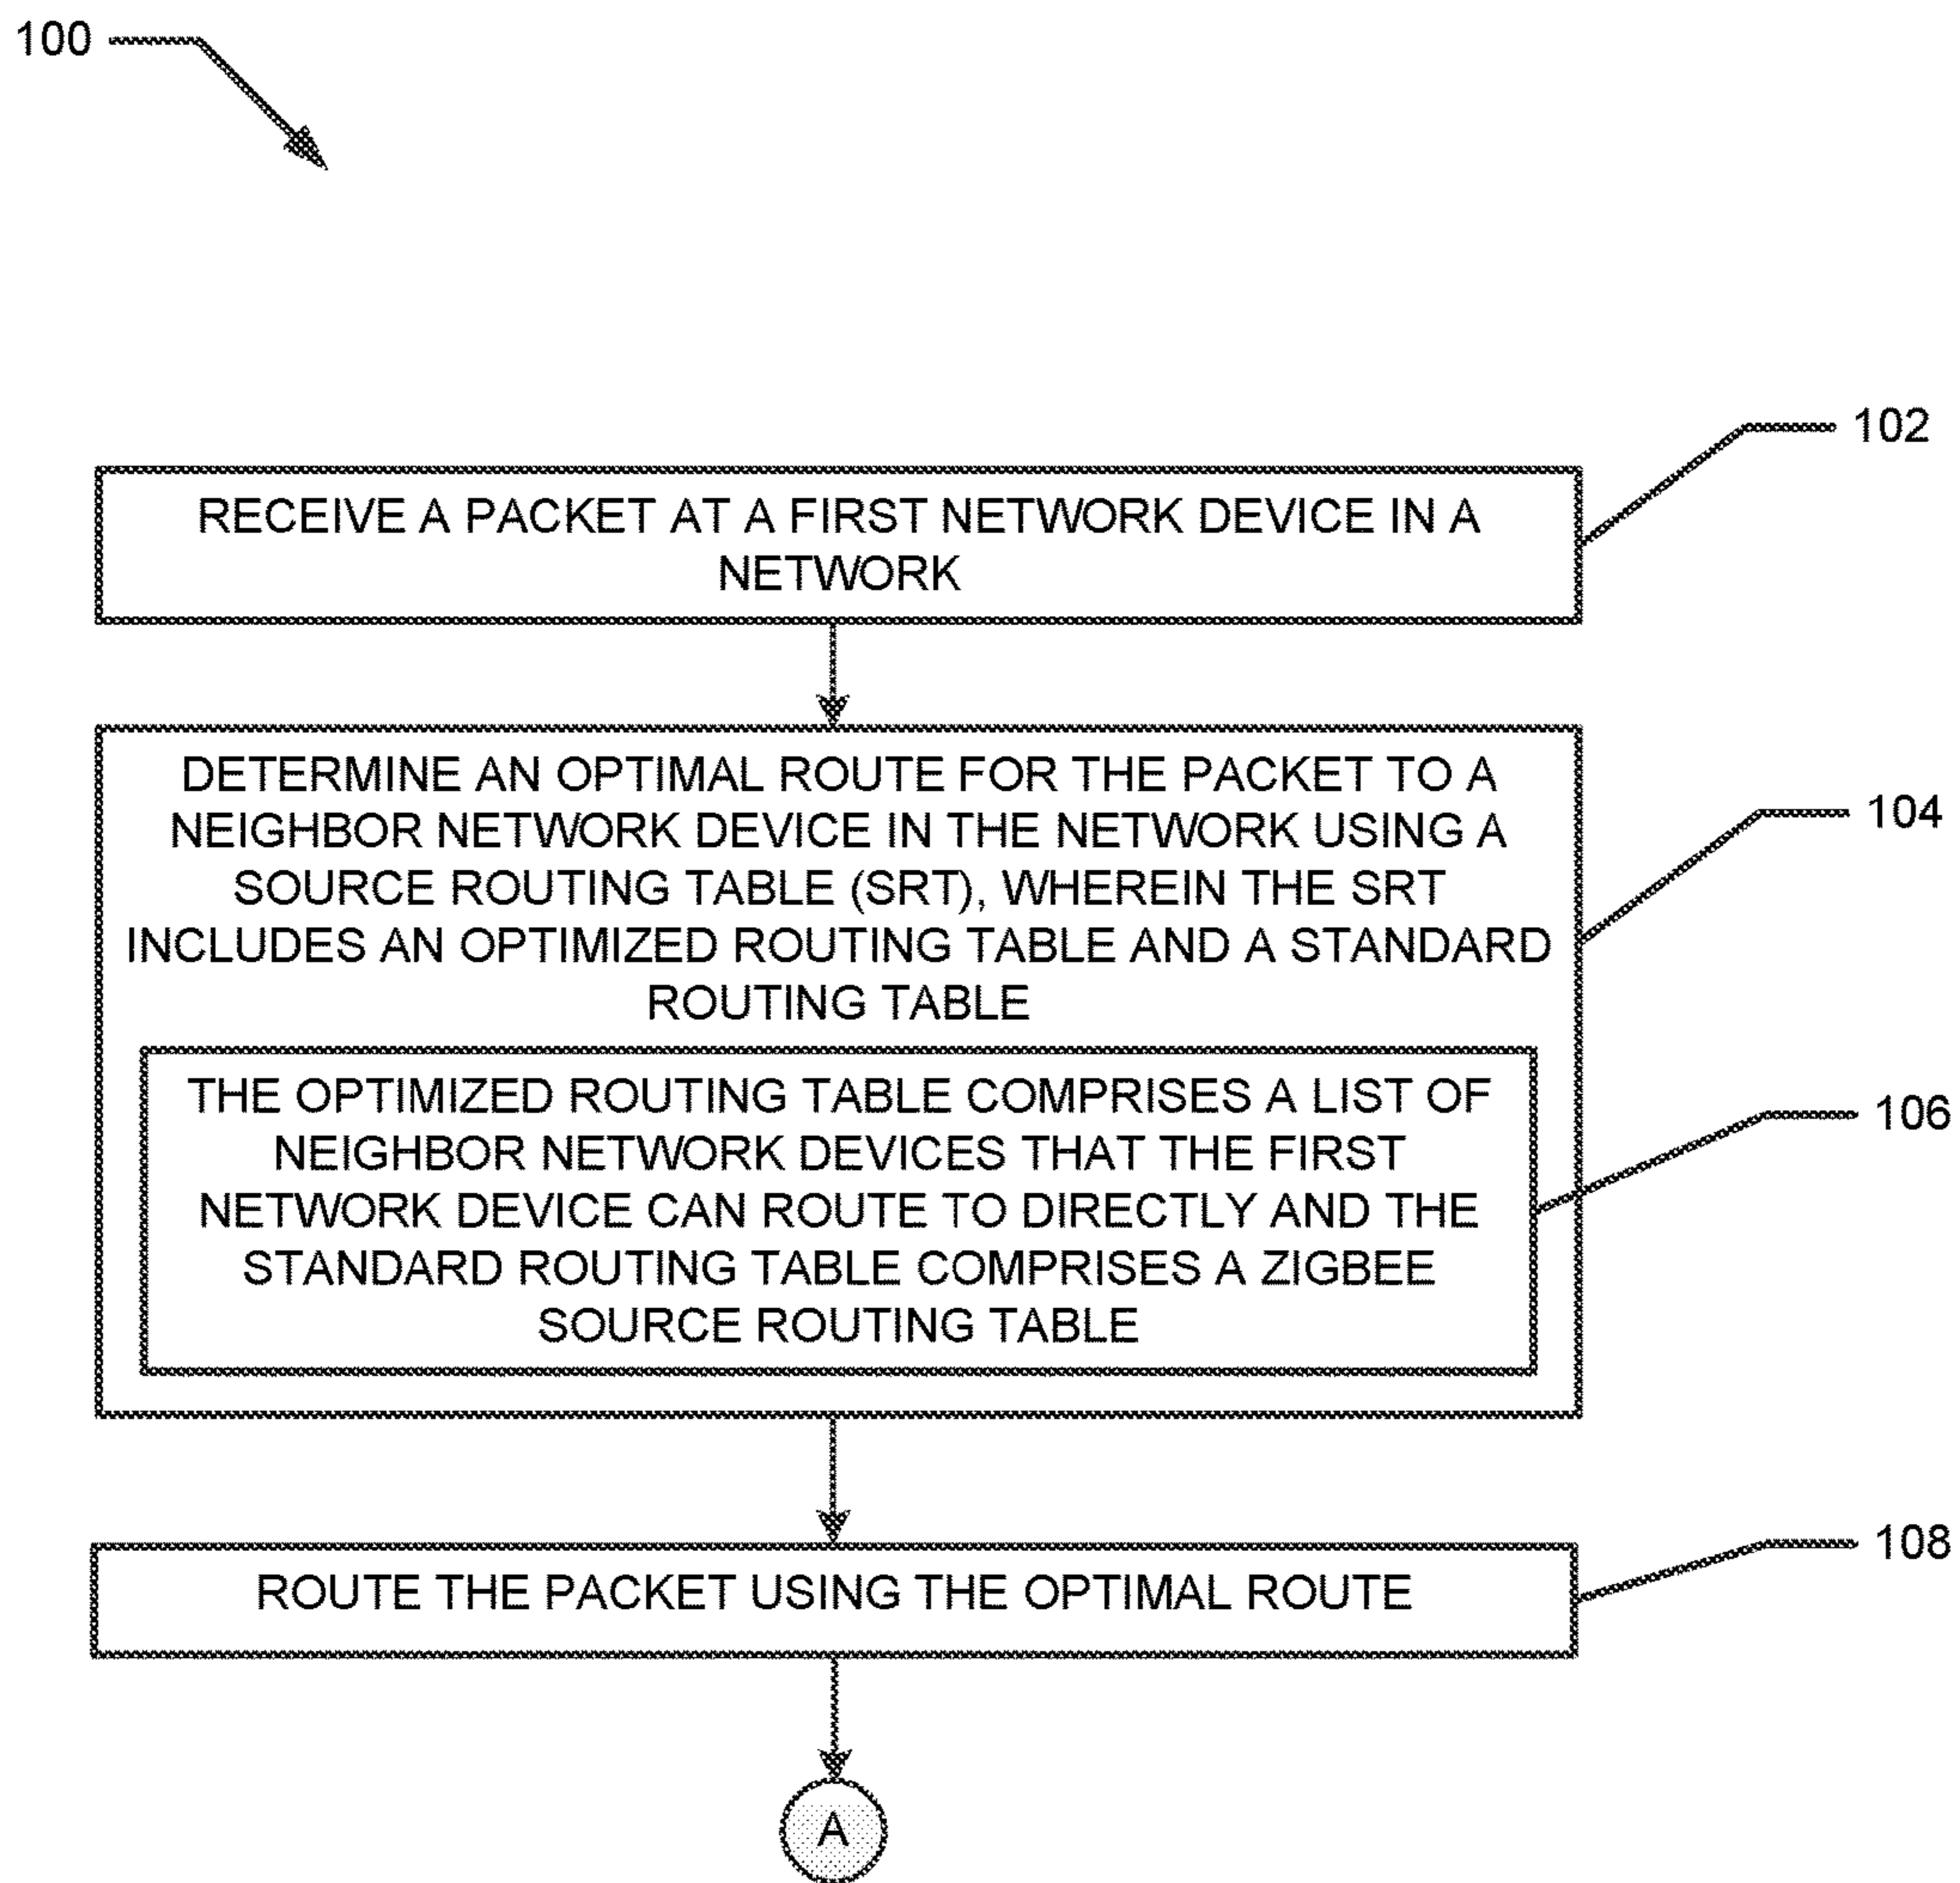 100
102
RECEIVE A PACKET AT A FIRST NETWORK DEVICE IN A
NETWORK
DETERMINE AN OPTIMAL ROUTE FOR THE PACKET TO A
NEIGHBOR NETWORK DEVICE IN THE NETWORK USING A
SOURCE ROUTING TABLE (SRT), WHEREIN THE SRT
INCLUDES AN OPTIMIZED ROUTING TABLE AND A STANDARD
ROUTING TABLE
104
THE OPTIMIZED ROUTING TABLE COMPRISES A LIST OF
NEIGHBOR NETWORK DEVICES THAT THE FIRST
NETWORK DEVICE CAN ROUTE TO DIRECTLY AND THE
STANDARD ROUTING TABLE COMPRISES A ZIGBEE
SOURCE ROUTING TABLE
106
108
ROUTE THE PACKET USING THE OPTIMAL ROUTE
A